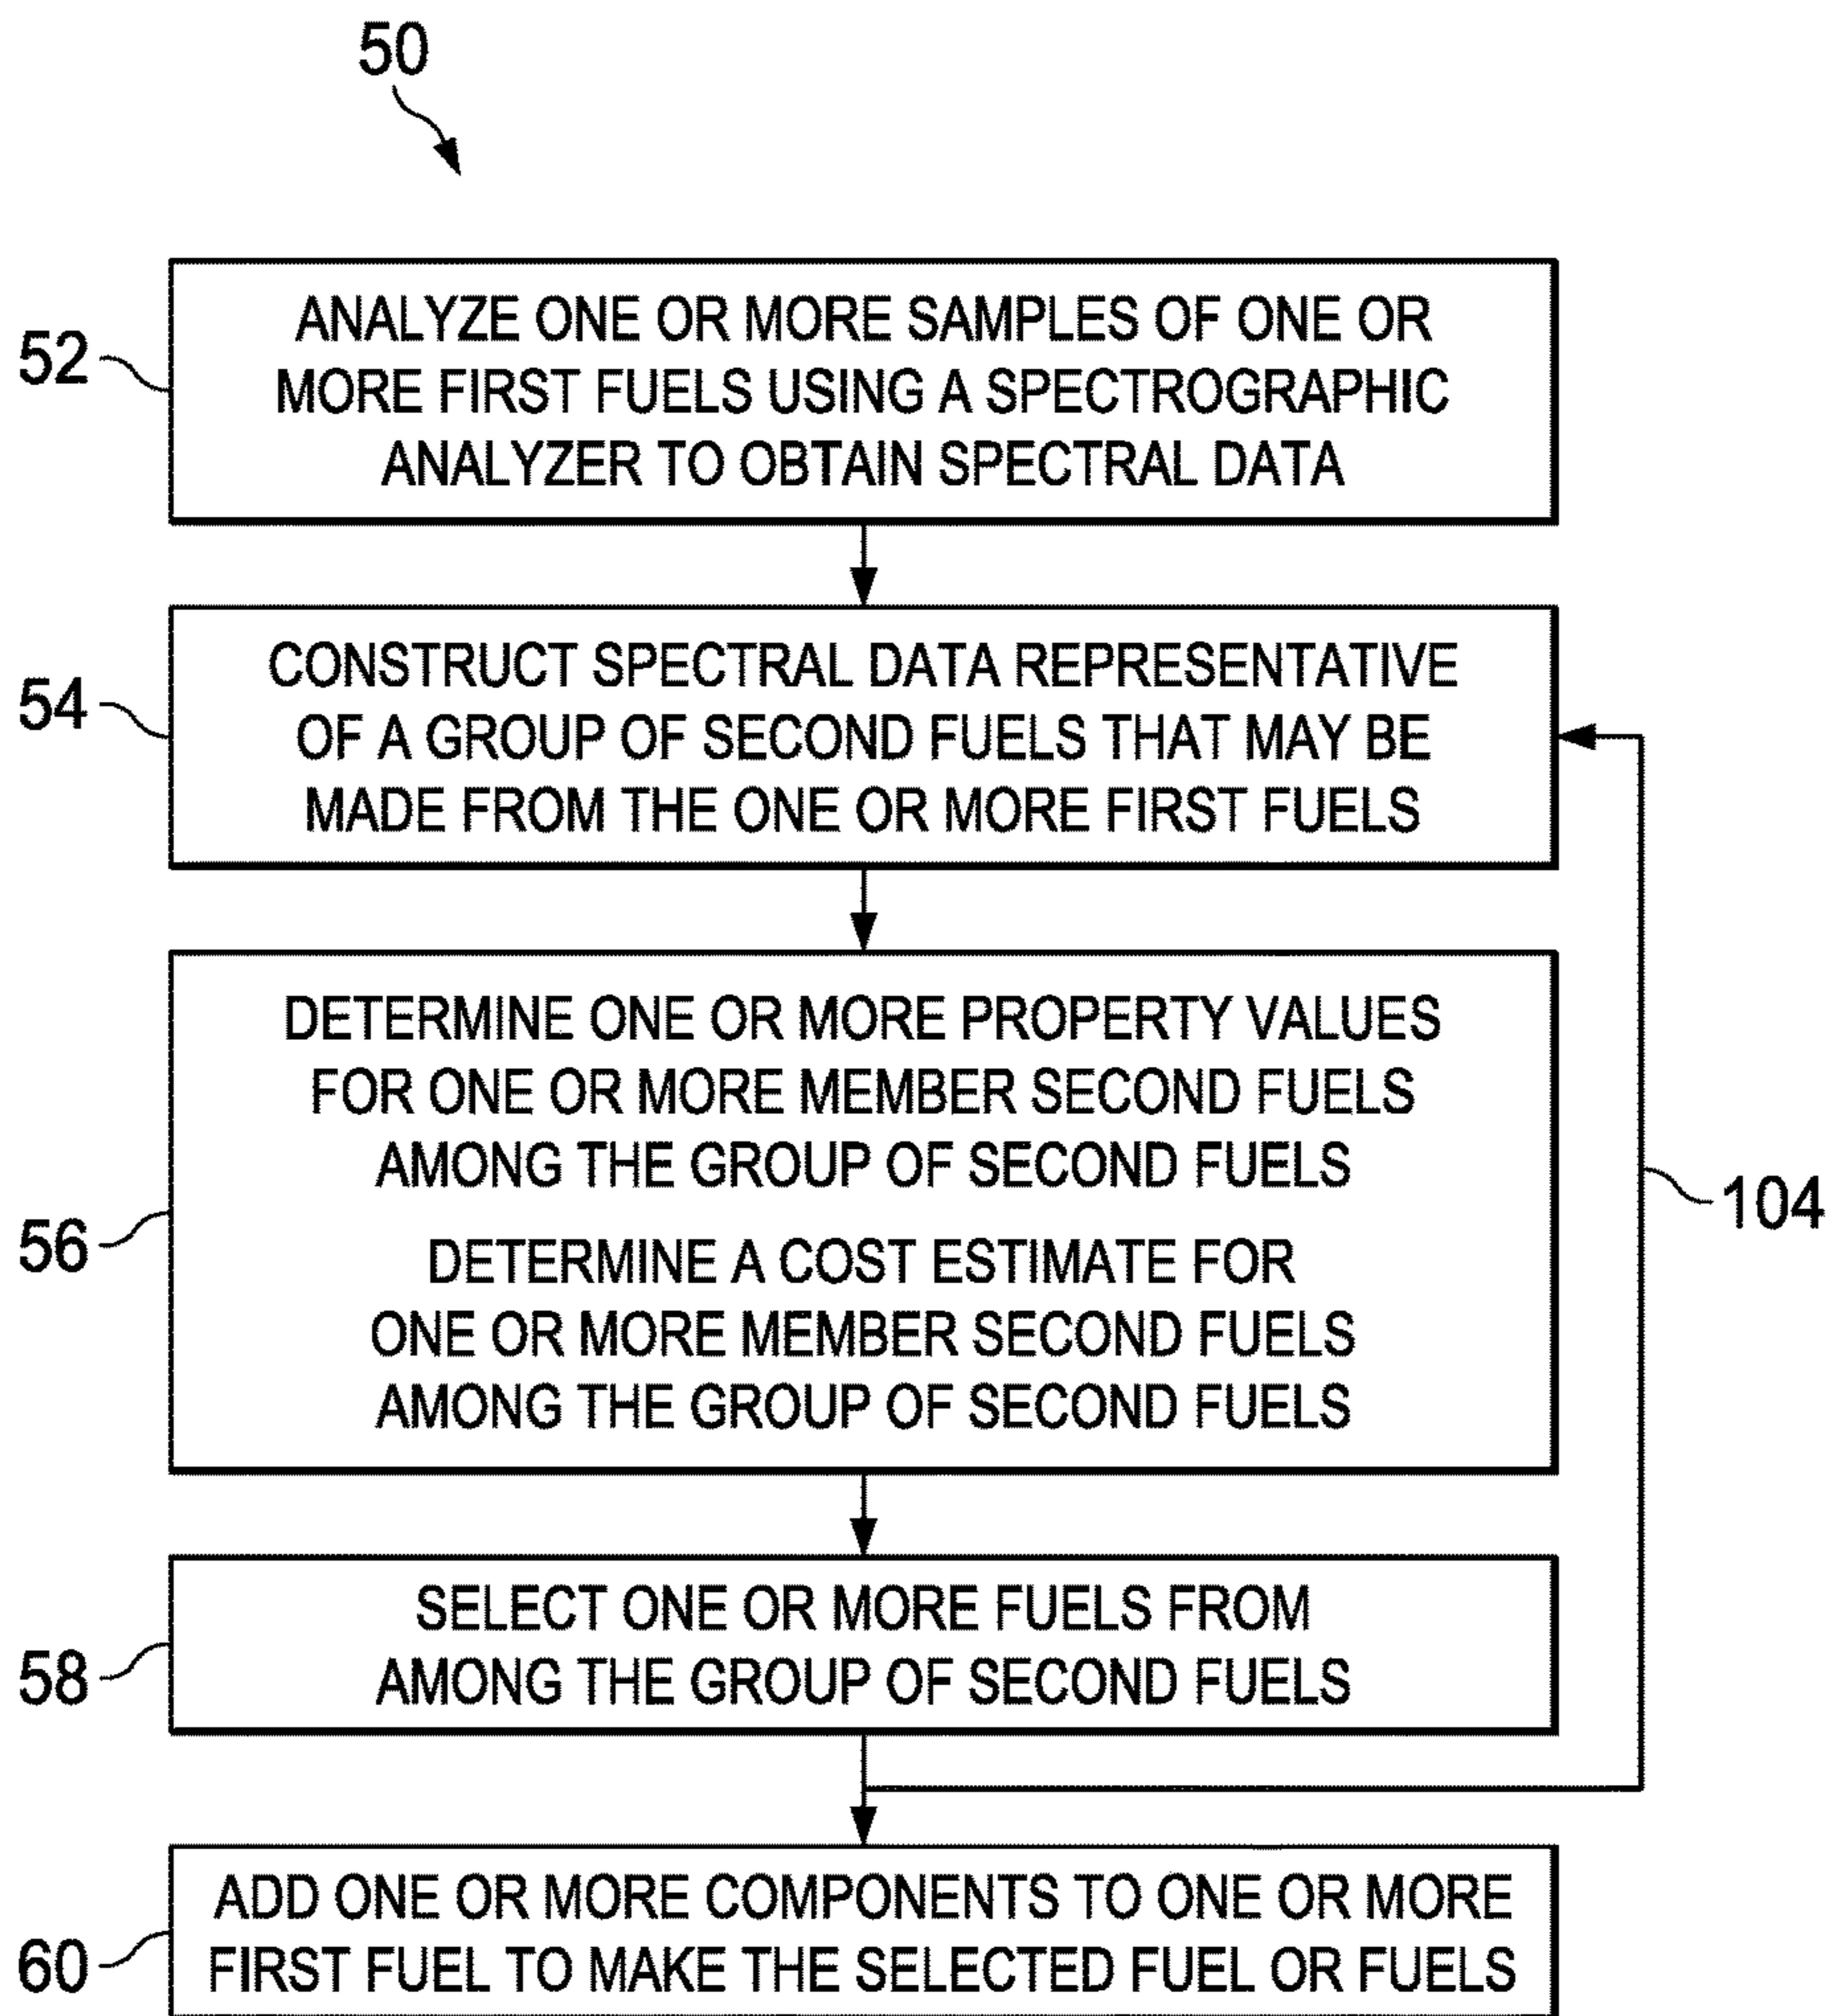 50
52
ANALYZE ONE OR MORE SAMPLES OF ONE OR
MORE FIRST FUELS USING A SPECTROGRAPHIC
ANALYZER TO OBTAIN SPECTRAL DATA
54
CONSTRUCT SPECTRAL DATA REPRESENTATIVE
OF A GROUP OF SECOND FUELS THAT MAY BE
MADE FROM THE ONE OR MORE FIRST FUELS
56
DETERMINE ONE OR MORE PROPERTY VALUES
FOR ONE OR MORE MEMBER SECOND FUELS
AMONG THE GROUP OF SECOND FUELS
DETERMINE A COST ESTIMATE FOR
ONE OR MORE MEMBER SECOND FUELS
AMONG THE GROUP OF SECOND FUELS
104
58
SELECT ONE OR MORE FUELS FROM
AMONG THE GROUP OF SECOND FUELS
60
ADD ONE OR MORE COMPONENTS TO ONE OR MORE
FIRST FUEL TO MAKE THE SELECTED FUEL OR FUELS